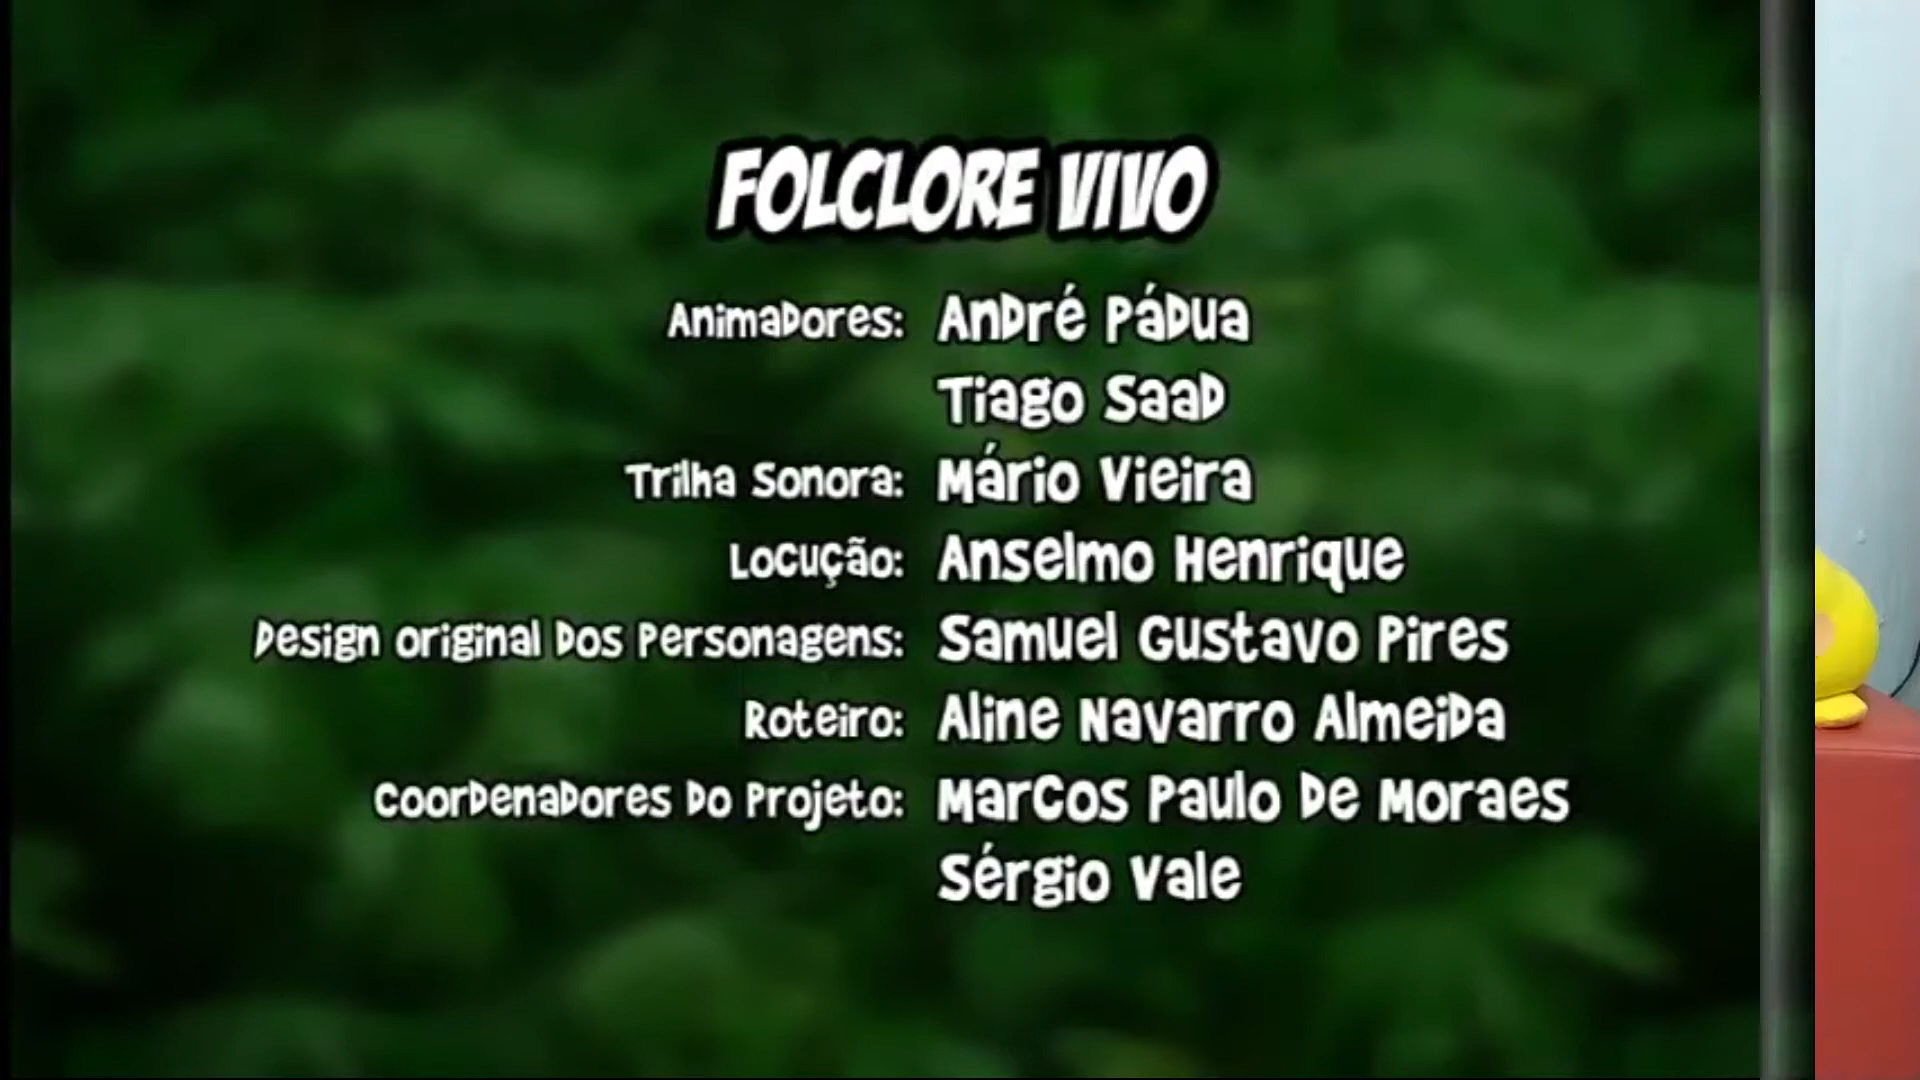 FOLCLORE VIVO
Animadores: André Pádua
Tiago Saad
Trilha Sonora: Mário Vieira
Locução: Anselmo Henrique
Design original dos Personagens: Samuel Gustavo Pires
Roteiro: Aline Navarro Almeida
Coordenadores do Projeto: Marcos Paulo de Moraes
Sérgio Vale